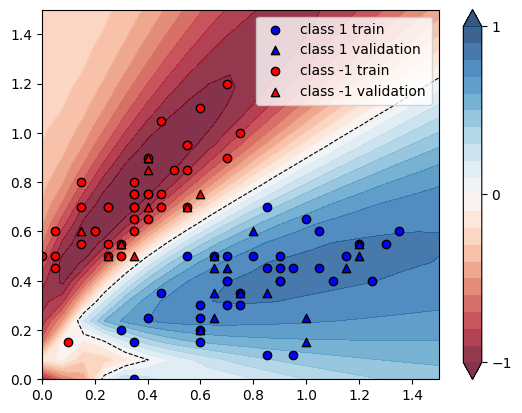 class 1 train
class 1 validation
class -1 train
class -1 validation
1.4
1.2
1.0
0.8
0.6
0.4
0.2
0.0
0.0 0.2 0.4 0.6 0.8 1.0 1.2 1.4
1
0
−1